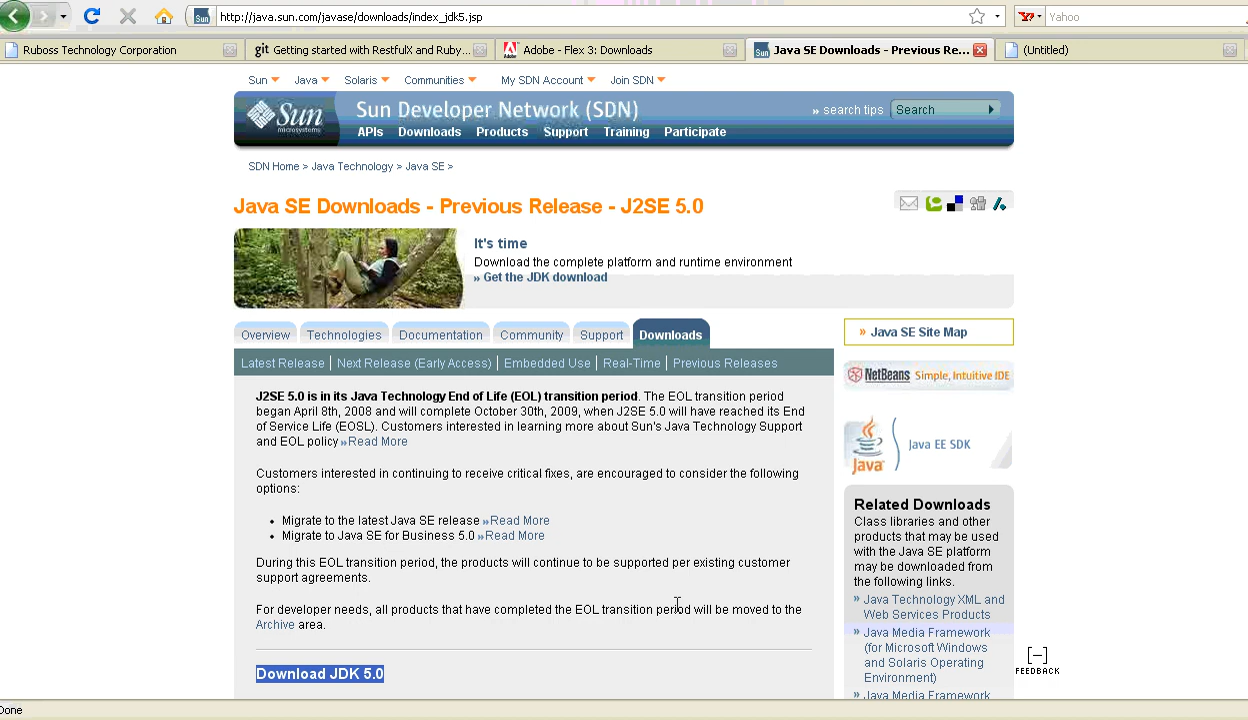 http://java.sun.com/javase/downloads/index_jdk5.jsp
Yahoo
Ruboss Technology Corporation
git Getting started with RestfulX and Ruby...
Adobe - Flex 3: Downloads
Sun Java SE Downloads - Previous Re...
(Untitled)
Sun Java Solaris Communities My SDN Account Join SDN
Sun microsystems
Sun Developer Network (SDN)
» search tips Search
APIs Downloads Products Support Training Participate
SDN Home > Java Technology > Java SE >
Java SE Downloads - Previous Release - J2SE 5.0
It's time
Download the complete platform and runtime environment
» Get the JDK download
Overview Technologies Documentation Community Support Downloads
Latest Release | Next Release (Early Access) | Embedded Use | Real-Time | Previous Releases
J2SE 5.0 is in its Java Technology End of Life (EOL) transition period. The EOL transition period
began April 8th, 2008 and will complete October 30th, 2009, when J2SE 5.0 will have reached its End
of Service Life (EOSL). Customers interested in learning more about Sun's Java Technology Support
and EOL policy »Read More
Customers interested in continuing to receive critical fixes, are encouraged to consider the following
options:
• Migrate to the latest Java SE release »Read More
• Migrate to Java SE for Business 5.0 »Read More
During this EOL transition period, the products will continue to be supported per existing customer
support agreements.
For developer needs, all products that have completed the EOL transition period will be moved to the
Archive area.
Download JDK 5.0
» Java SE Site Map
NetBeans Simple, Intuitive IDE
Java Java EE SDK
Related Downloads
Class libraries and other
products that may be used
with the Java SE platform
may be downloaded from
the following links.
» Java Technology XML and
Web Services Products
» Java Media Framework
(for Microsoft Windows
and Solaris Operating
Environment)
» Java Media Framework
[–]
FEEDBACK
Done